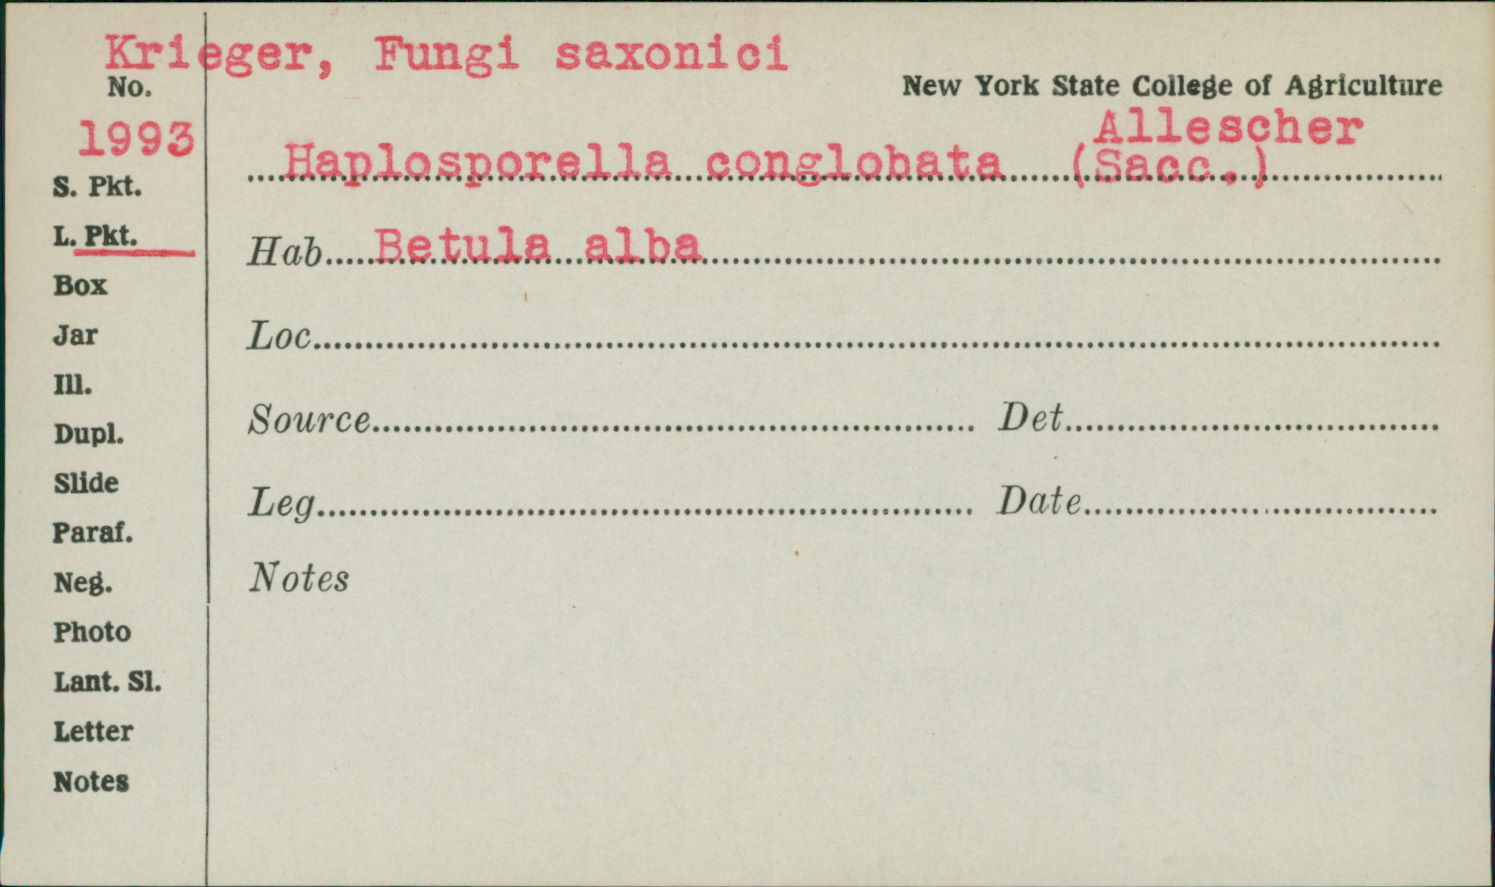 Krieger, Fungi saxonici
No.
New York State College of Agriculture
1993
Allescher
Haplosporella conglobata (Sacc.)
S. Pkt.
L. Pkt.
Hab Betula alba
Box
Loc
Jar
Ill.
Source Det
Dupl.
Slide
Leg Date
Paraf.
Neg.
Notes
Photo
Lant. Sl.
Letter
Notes